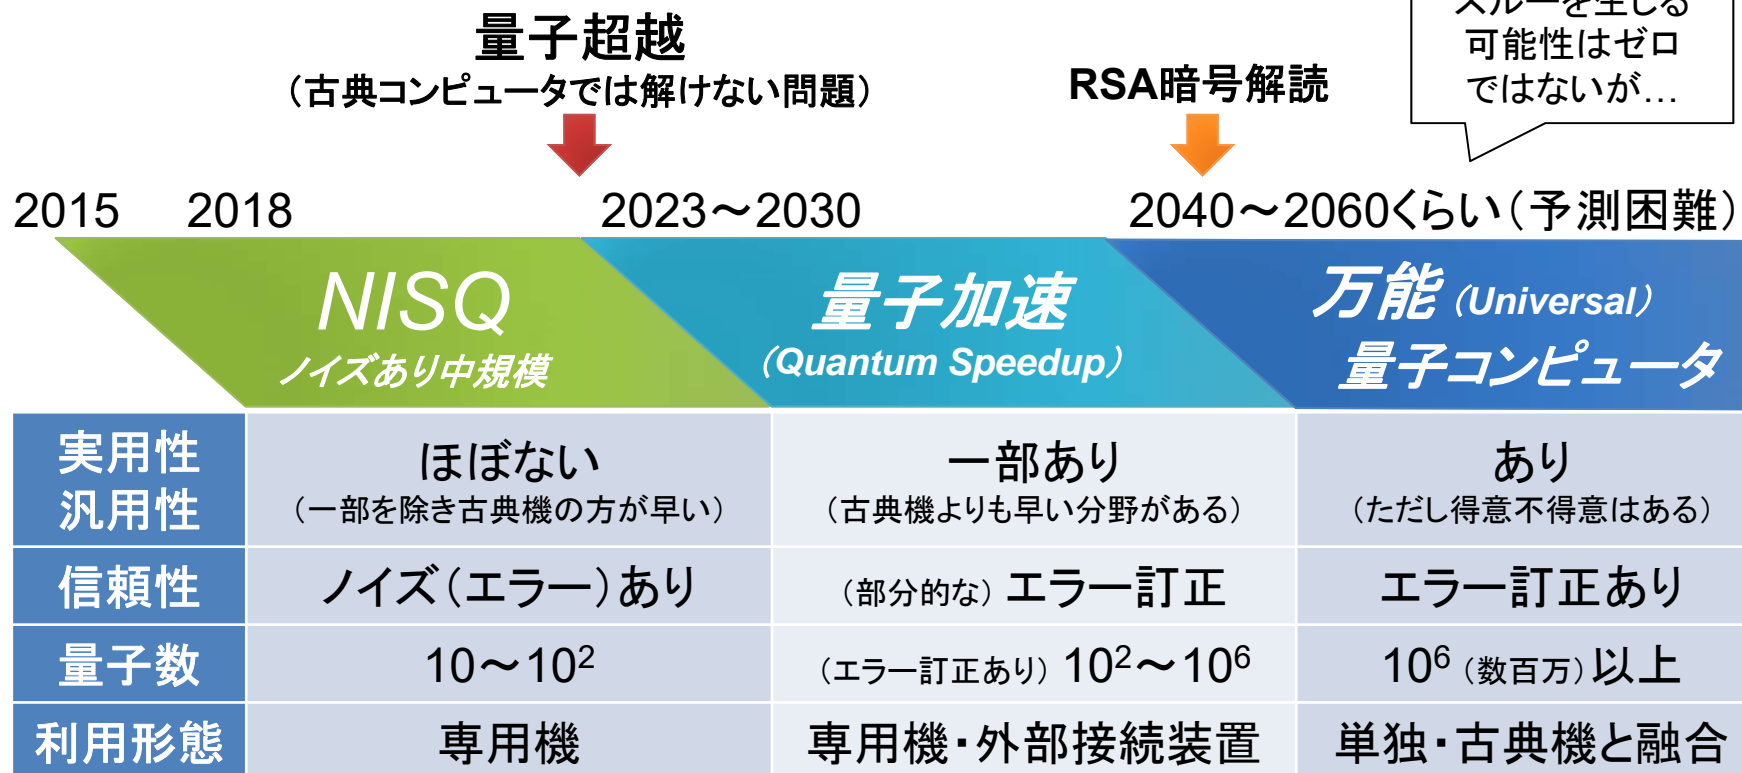 量子超越
（古典コンピュータでは解けない問題）
RSA暗号解読
スルーを生じる
可能性はゼロ
ではないが…
2015 2018 2023～2030 2040～2060くらい（予測困難）
NISQ
ノイズあり中規模
量子加速
（Quantum Speedup）
万能（Universal）
量子コンピュータ
実用性
汎用性
ほぼない
（一部を除き古典機の方が早い）
一部あり
（古典機よりも早い分野がある）
あり
（ただし得意不得意はある）
信頼性 ノイズ（エラー）あり （部分的な）エラー訂正 エラー訂正あり
量子数 10～10² （エラー訂正あり）10²～10⁶ 10⁶（数百万）以上
利用形態 専用機 専用機・外部接続装置 単独・古典機と融合